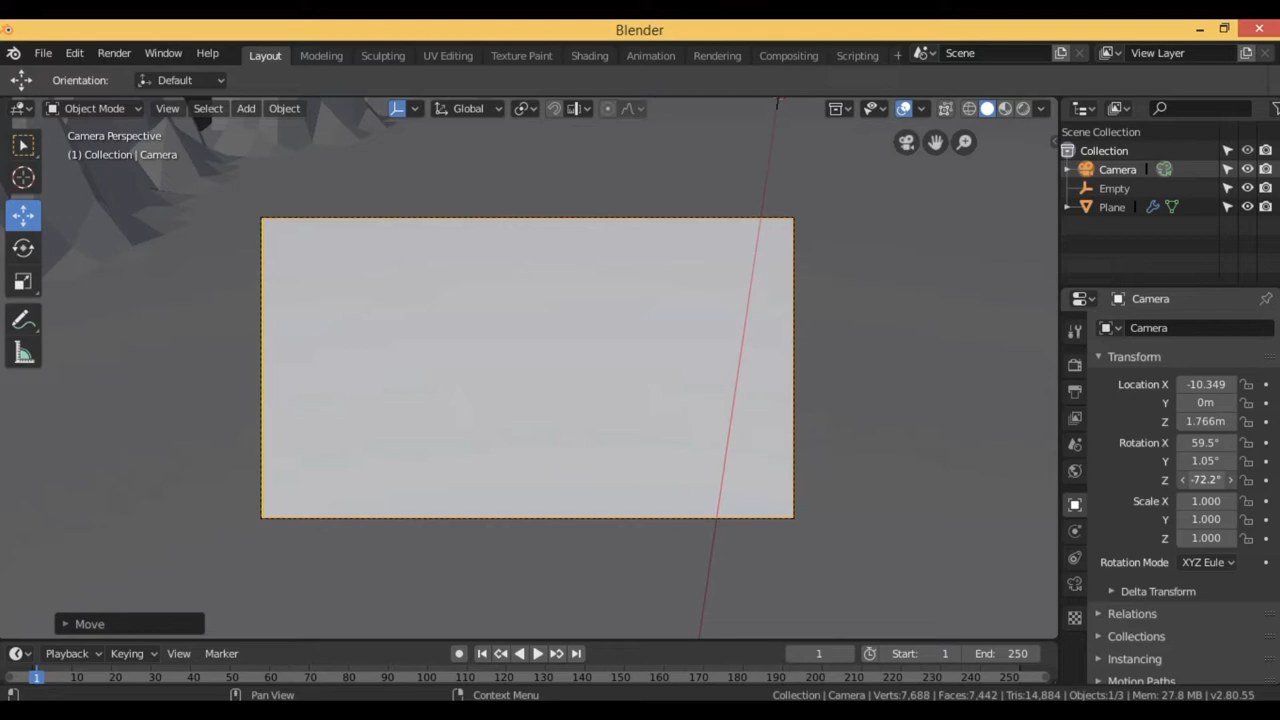 Blender
File Edit Render Window Help Layout Modeling Sculpting UV Editing Texture Paint Shading Animation Rendering Compositing Scripting + Scene View Layer
Orientation: Default
Object Mode View Select Add Object Global
Camera Perspective
(1) Collection | Camera
Scene Collection
Collection
Camera
Empty
Plane
Camera
Camera
Transform
Location X -10.349
Y 0m
Z 1.766m
Rotation X 59.5°
Y 1.05°
Z -72.2°
Scale X 1.000
Y 1.000
Z 1.000
Rotation Mode XYZ Eule
Delta Transform
Relations
Collections
Instancing
Motion Paths
Move
Playback Keying View Marker 1 Start: 1 End: 250
1 10 20 30 40 50 60 70 80 90 100 110 120 130 140 150 160 170 180 190 200 210 220 230 240 250
Pan View Context Menu Collection | Camera | Verts:7,688 | Faces:7,442 | Tris:14,884 | Objects:1/3 | Mem: 27.8 MB | v2.80.55